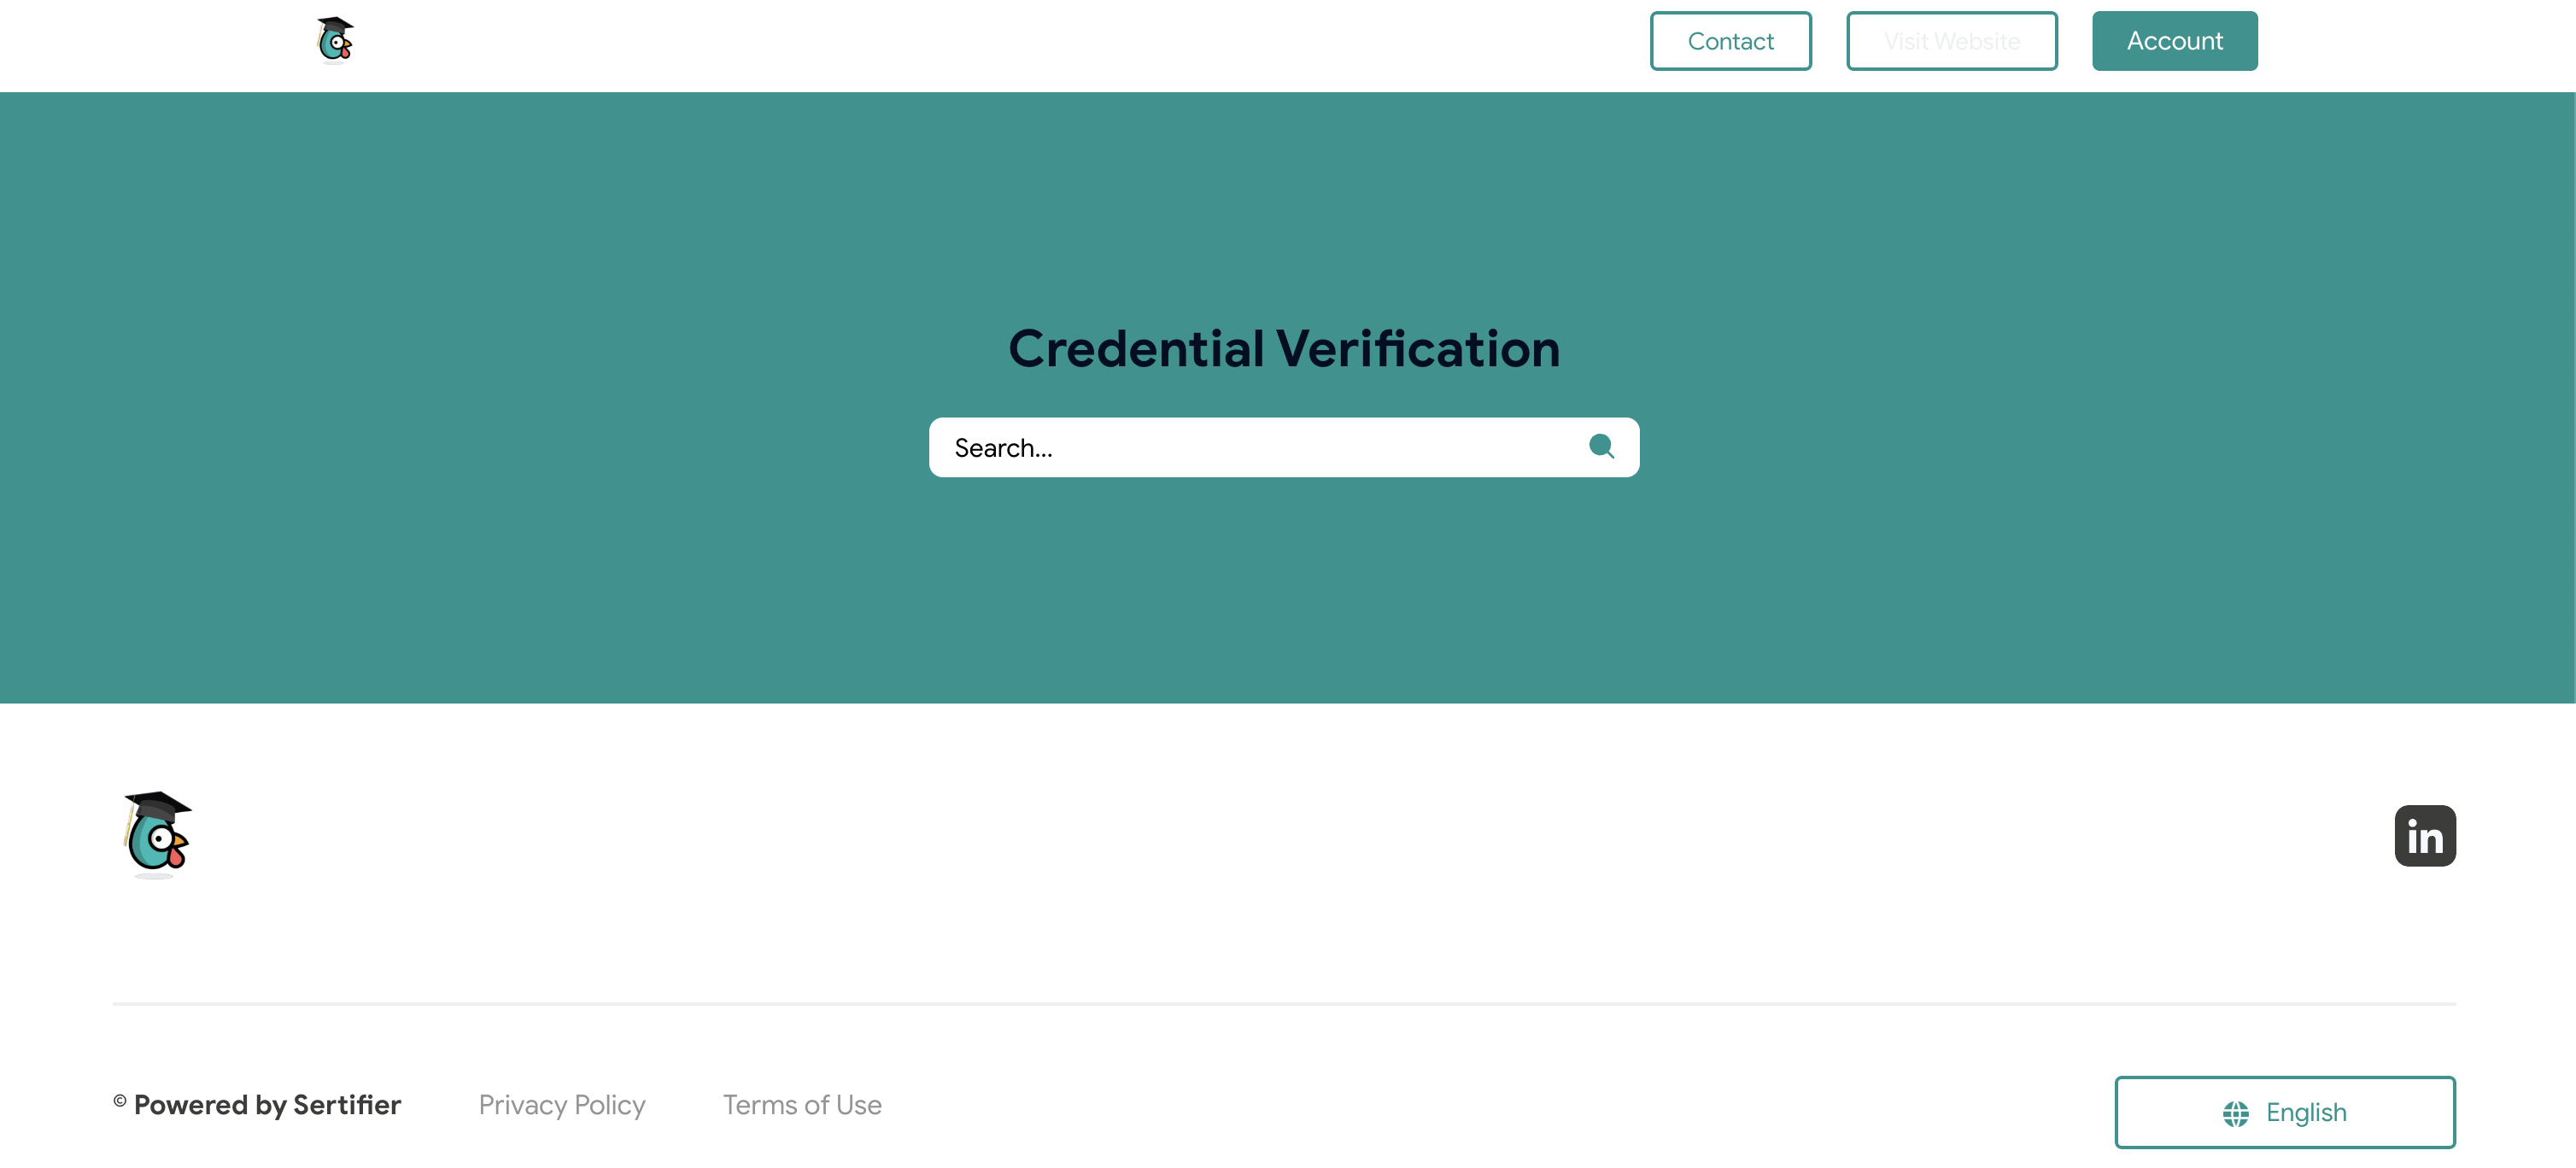 Contact
Visit Website
Account
Credential Verification
Search...
in
© Powered by Sertifier
Privacy Policy
Terms of Use
English